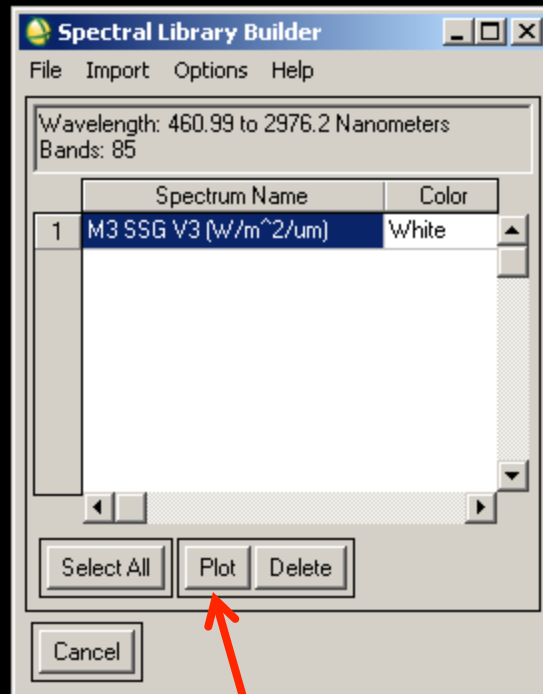 Spectral Library Builder
File Import Options Help
Wavelength: 460.99 to 2976.2 Nanometers
Bands: 85
Spectrum Name Color
1 M3 SSG V3 (W/m^2/um) White
Select All Plot Delete
Cancel